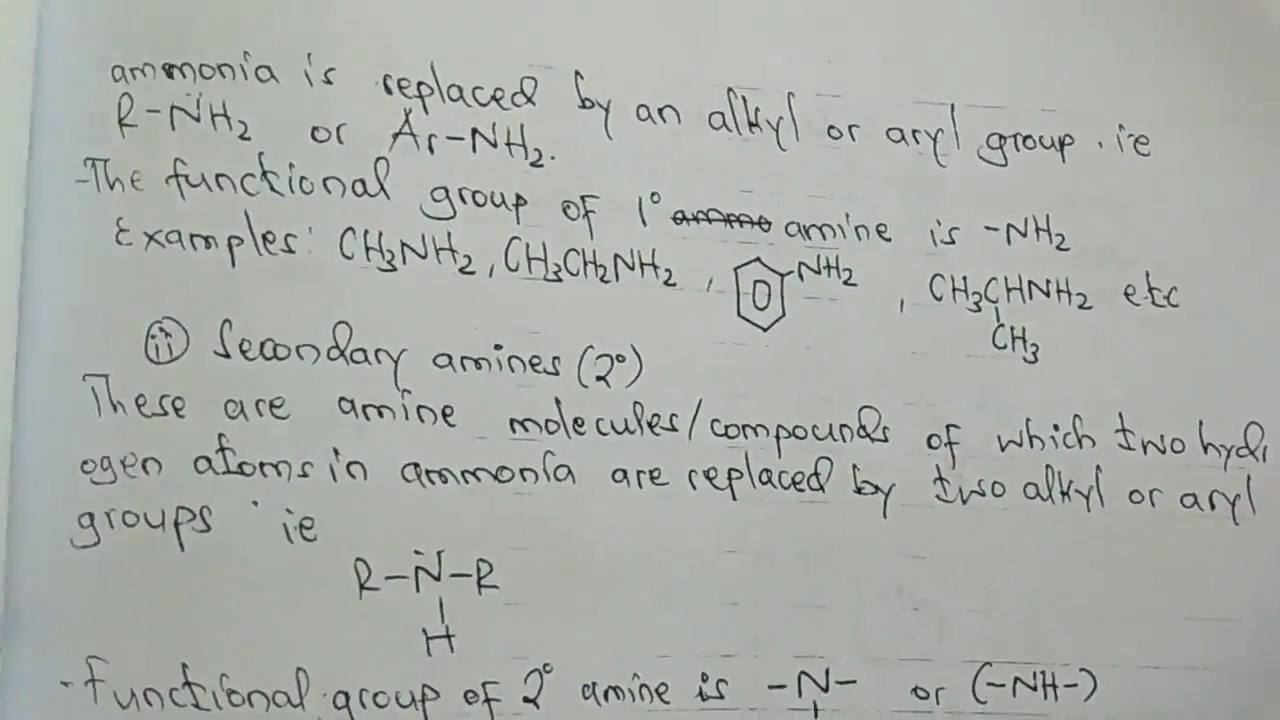 ammonia is replaced by an alkyl or aryl group. ie
R-N̈H₂ or Ar-NH₂.
-The functional group of 1° amine is -NH₂
Examples: CH₃NH₂, CH₃CH₂NH₂, NH₂, CH₃CHNH₂ etc
CH₃
(ii) Secondary amines (2°)
These are amine molecules/compounds of which two hydr
ogen atoms in ammonia are replaced by two alkyl or aryl
groups. ie
R-N̈-R
H
-Functional group of 2° amine is -N- or (-NH-)